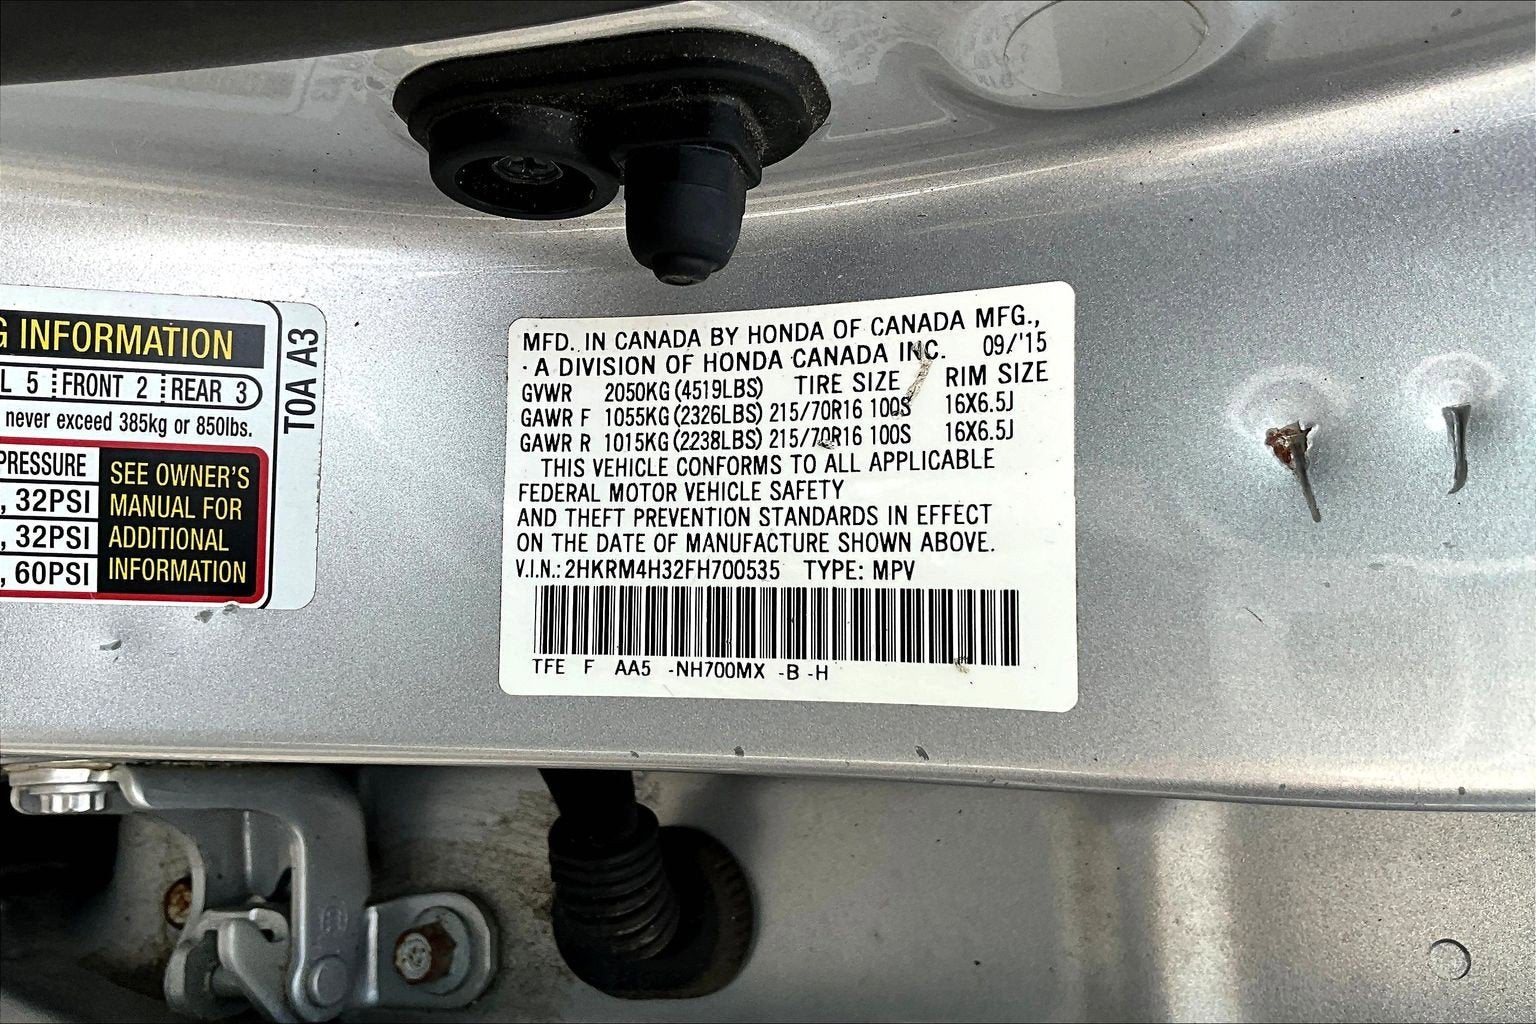 G INFORMATION
L 5 FRONT 2 REAR 3
never exceed 385kg or 850lbs.
PRESSURE
, 32PSI
, 32PSI
, 60PSI
SEE OWNER'S
MANUAL FOR
ADDITIONAL
INFORMATION
TOA A3
MFD. IN CANADA BY HONDA OF CANADA MFG.,
A DIVISION OF HONDA CANADA INC. 09/'15
GVWR 2050KG (4519LBS) TIRE SIZE RIM SIZE
GAWR F 1055KG (2326LBS) 215/70R16 100S 16X6.5J
GAWR R 1015KG (2238LBS) 215/70R16 100S 16X6.5J
THIS VEHICLE CONFORMS TO ALL APPLICABLE
FEDERAL MOTOR VEHICLE SAFETY
AND THEFT PREVENTION STANDARDS IN EFFECT
ON THE DATE OF MANUFACTURE SHOWN ABOVE.
V.I.N.: 2HKRM4H32FH700535 TYPE: MPV
TFE F AA5 -NH700MX -B -H